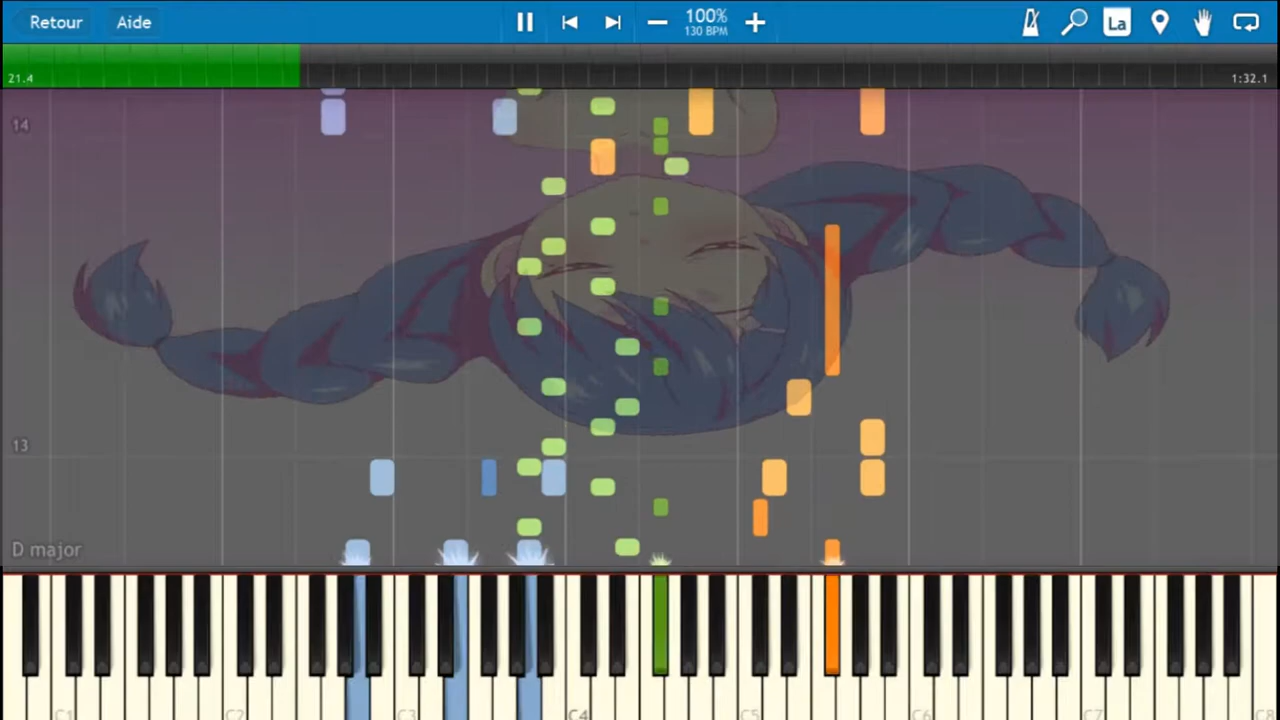 Retour Aide 100% La
130 BPM
21.4 1:32.1
14
13
D major
C1 C2 C3 C4 C5 C6 C7 C8